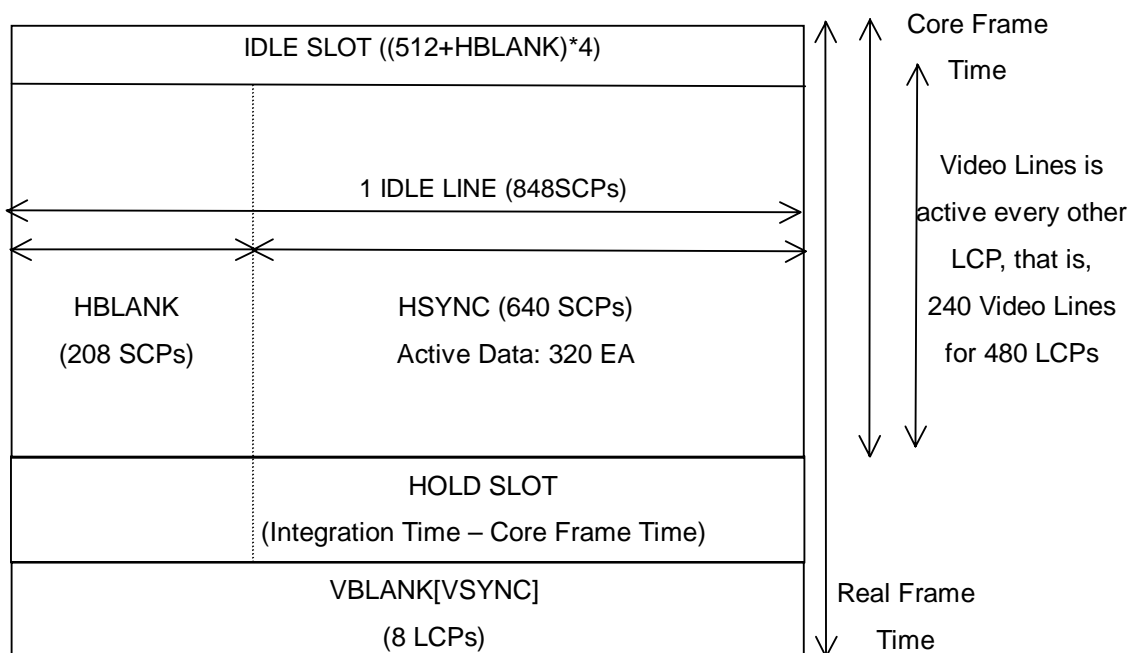 IDLE SLOT ((512+HBLANK)*4)
Core Frame
Time
1 IDLE LINE (848SCPs)
HBLANK
(208 SCPs)
HSYNC (640 SCPs)
Active Data: 320 EA
Video Lines is
active every other
LCP, that is,
240 Video Lines
for 480 LCPs
HOLD SLOT
(Integration Time – Core Frame Time)
VBLANK[VSYNC]
(8 LCPs)
Real Frame
Time